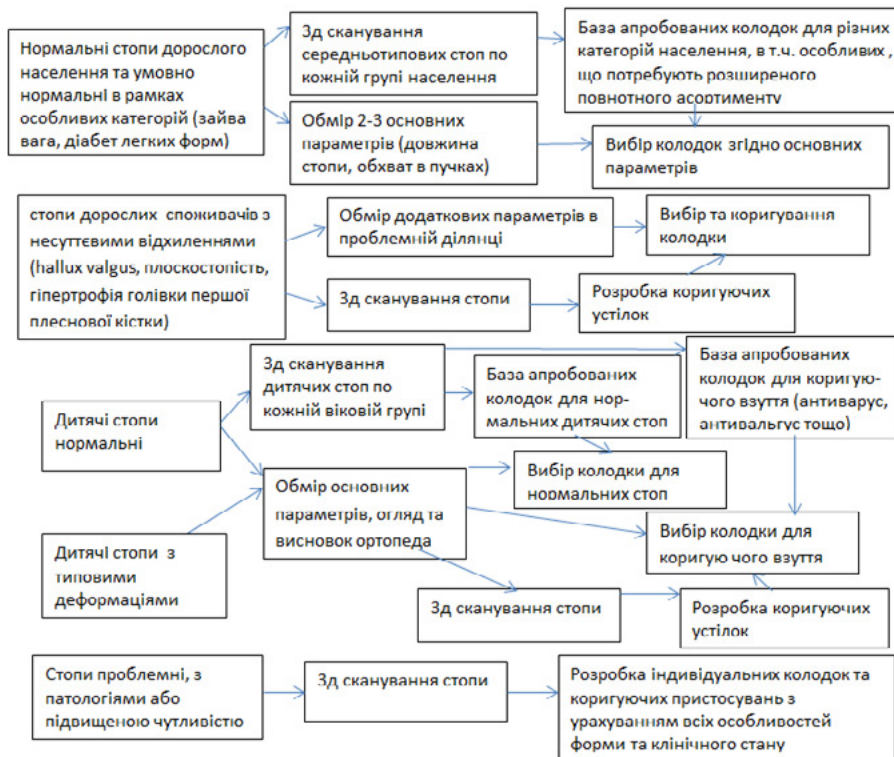 Нормальні стопи дорослого
населення та умовно
нормальні в рамках
особливих категорій (зайва
вага, діабет легких форм)
3д сканування
середньотипових стоп по
кожній групі населення
База апробованих колодок для різних
категорій населення, в т.ч. особливих ,
що потребують розширеного
повнотного асортименту
Обмір 2-3 основних
параметрів (довжина
стопи, обхват в пучках)
Вибір колодок згідно основних
параметрів
стопи дорослих споживачів з
несуттєвими відхиленнями
(hallux valgus, плоскостопість,
гіпертрофія голівки першої
плеснової кістки)
Обмір додаткових параметрів в
проблемній ділянці
Вибір та коригування
колодки
3д сканування стопи
Розробка коригуючих
устілок
Дитячі стопи
нормальні
3д сканування
дитячих стоп по
кожній віковій групі
База апробованих
колодок для нор-
мальних дитячих стоп
База апробованих
колодок для коригую-
чого взуття (антиварус,
антивальгус тощо)
Обмір основних
параметрів, огляд та
висновок ортопеда
Вибір колодки для
нормальних стоп
Вибір колодки для
коригую чого взуття
Дитячі стопи з
типовими
деформаціями
3д сканування стопи
Розробка коригуючих
устілок
Стопи проблемні, з
патологіями або
підвищеною чутливістю
3д сканування стопи
Розробка індивідуальних колодок та
коригуючих пристосувань з
урахуванням всіх особливостей
форми та клінічного стану